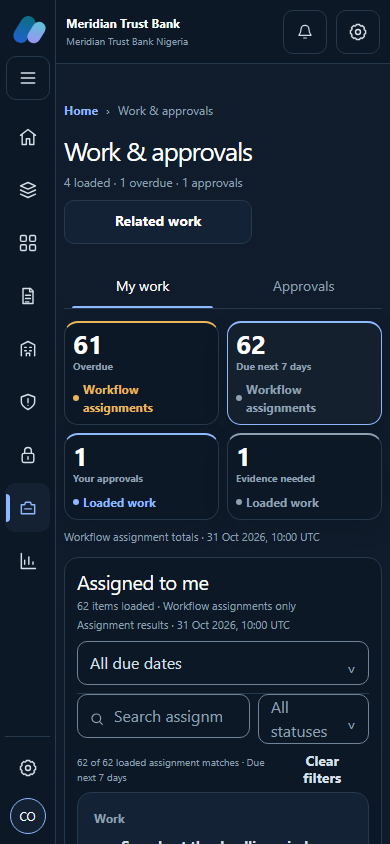 Meridian Trust Bank
Meridian Trust Bank Nigeria
Home › Work & approvals
Work & approvals
4 loaded · 1 overdue · 1 approvals
Related work
My work
Approvals
61
Overdue
Workflow
assignments
62
Due next 7 days
Workflow
assignments
1
Your approvals
Loaded work
1
Evidence needed
Loaded work
Workflow assignment totals · 31 Oct 2026, 10:00 UTC
Assigned to me
62 items loaded · Workflow assignments only
Assignment results · 31 Oct 2026, 10:00 UTC
All due dates
Search assignm
All
statuses
62 of 62 loaded assignment matches · Due
next 7 days
Clear
filters
Work
CO